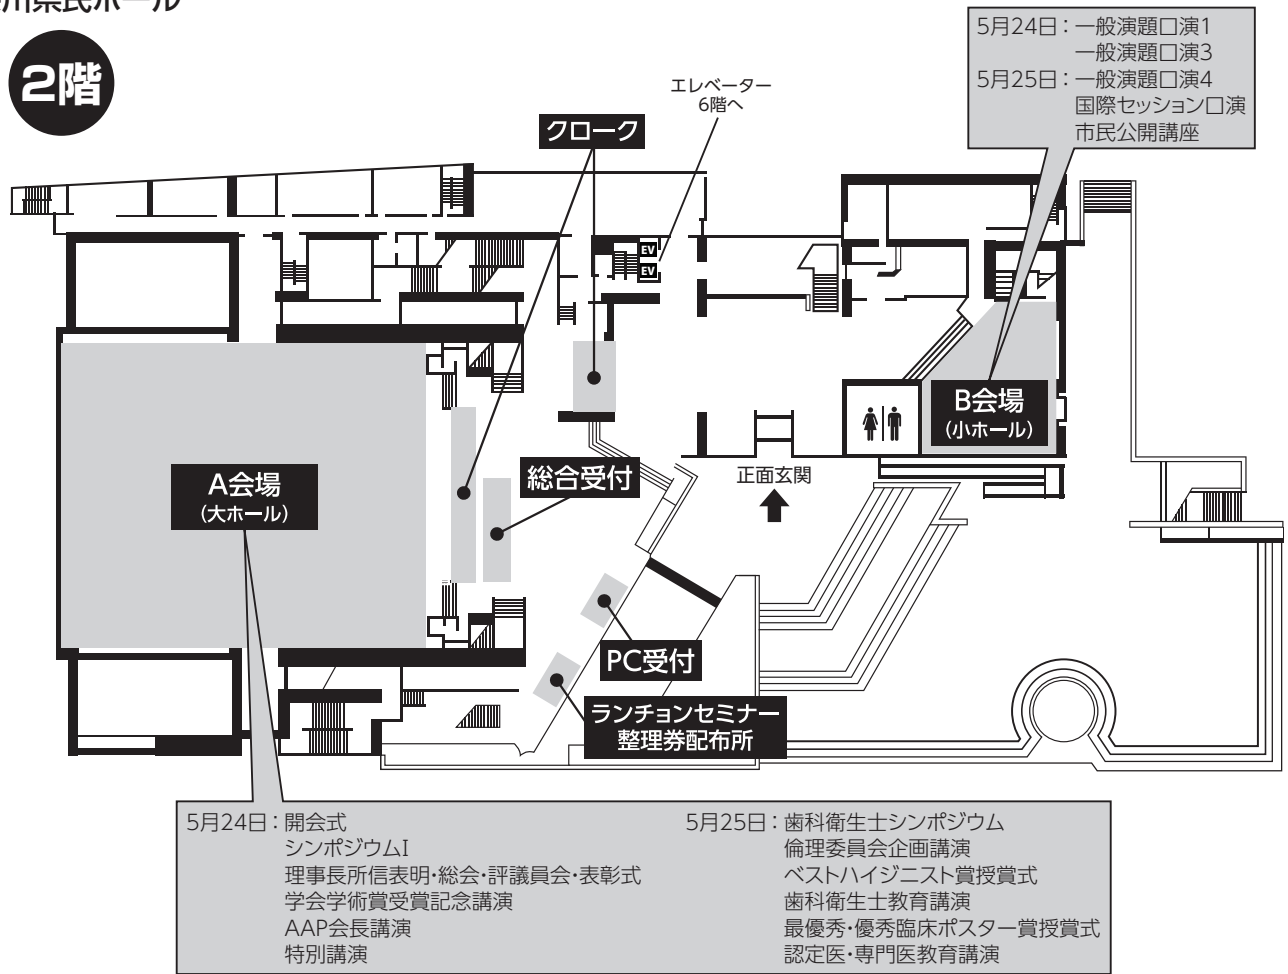 川県民ホール
2階
エレベーター
6階へ
クローク
5月24日：一般演題口演1
一般演題口演3
5月25日：一般演題口演4
国際セッション口演
市民公開講座
EV
EV
B会場
（小ホール）
A会場
（大ホール）
総合受付
正面玄関
PC受付
ランチョンセミナー
整理券配布所
5月24日：開会式
シンポジウムI
理事長所信表明・総会・評議員会・表彰式
学会学術賞受賞記念講演
AAP会長講演
特別講演
5月25日：歯科衛生士シンポジウム
倫理委員会企画講演
ベストハイジニスト賞授賞式
歯科衛生士教育講演
最優秀・優秀臨床ポスター賞授賞式
認定医・専門医教育講演